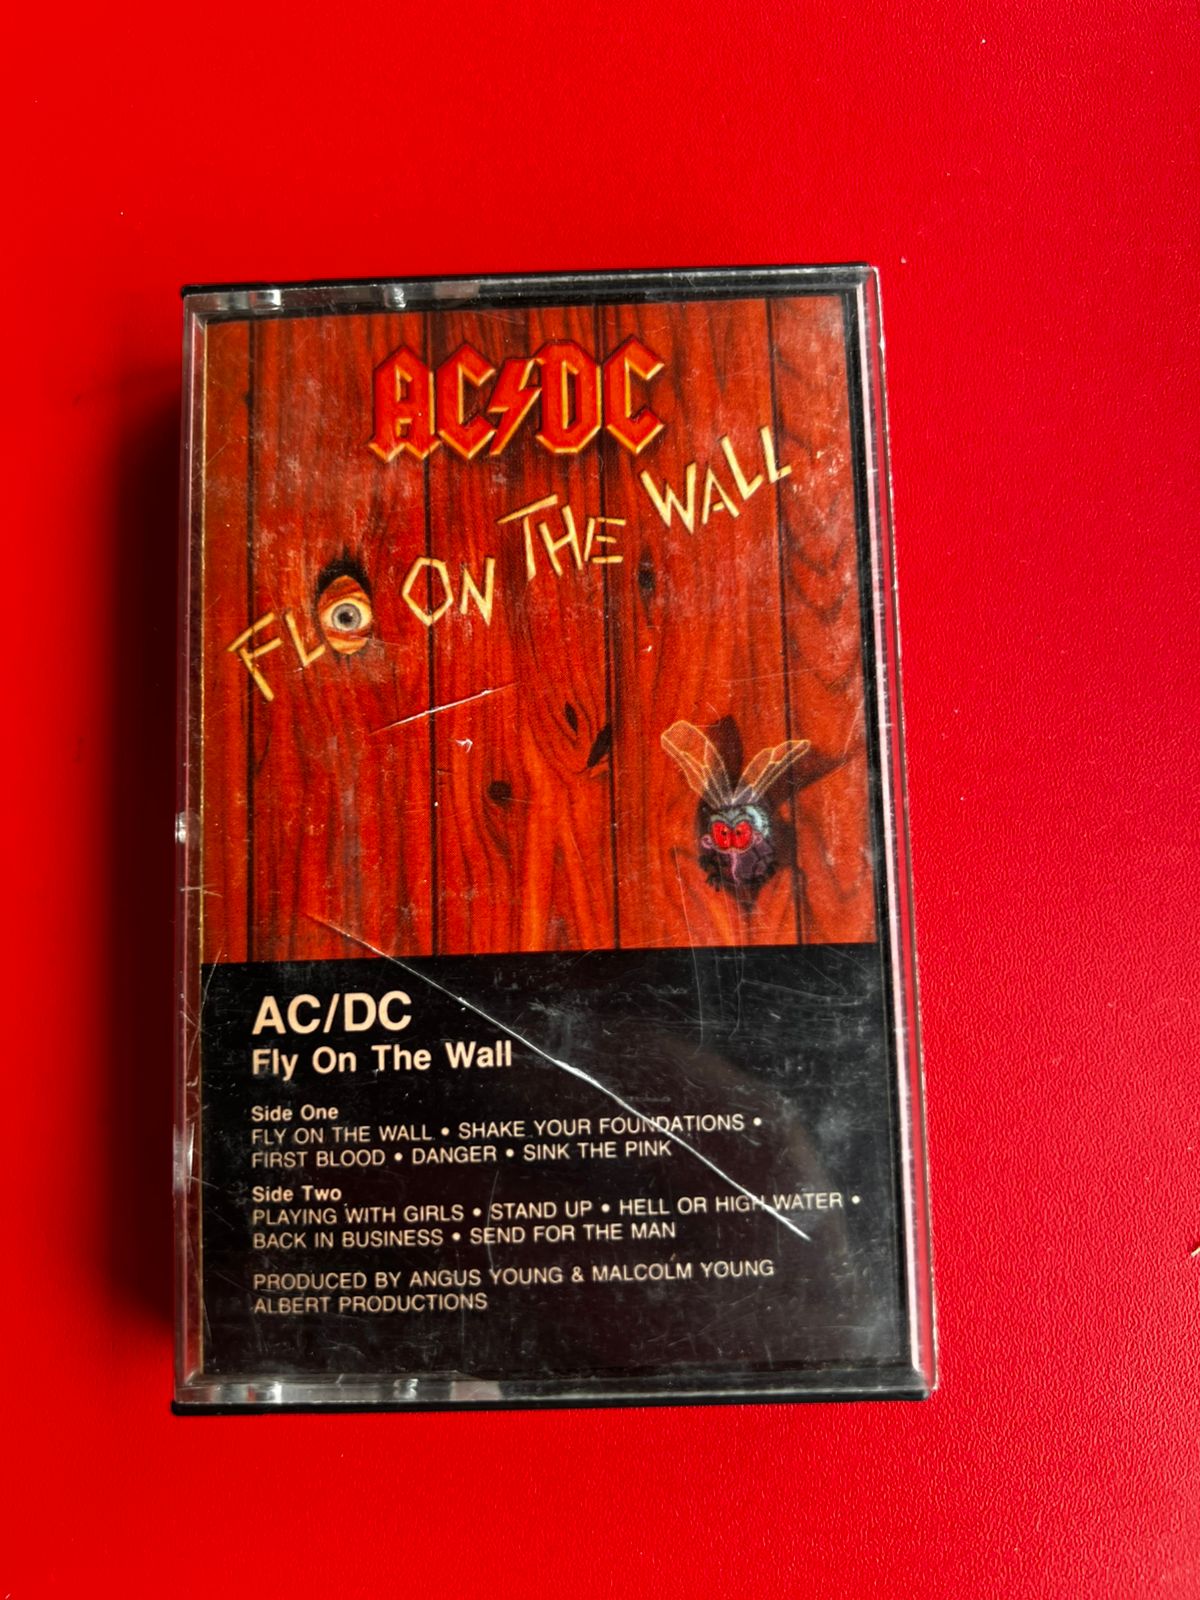 AC/DC
FLY ON THE WALL
AC/DC
Fly On The Wall
Side One
FLY ON THE WALL • SHAKE YOUR FOUNDATIONS •
FIRST BLOOD • DANGER • SINK THE PINK
Side Two
PLAYING WITH GIRLS • STAND UP • HELL OR HIGH WATER •
BACK IN BUSINESS • SEND FOR THE MAN
PRODUCED BY ANGUS YOUNG & MALCOLM YOUNG
ALBERT PRODUCTIONS